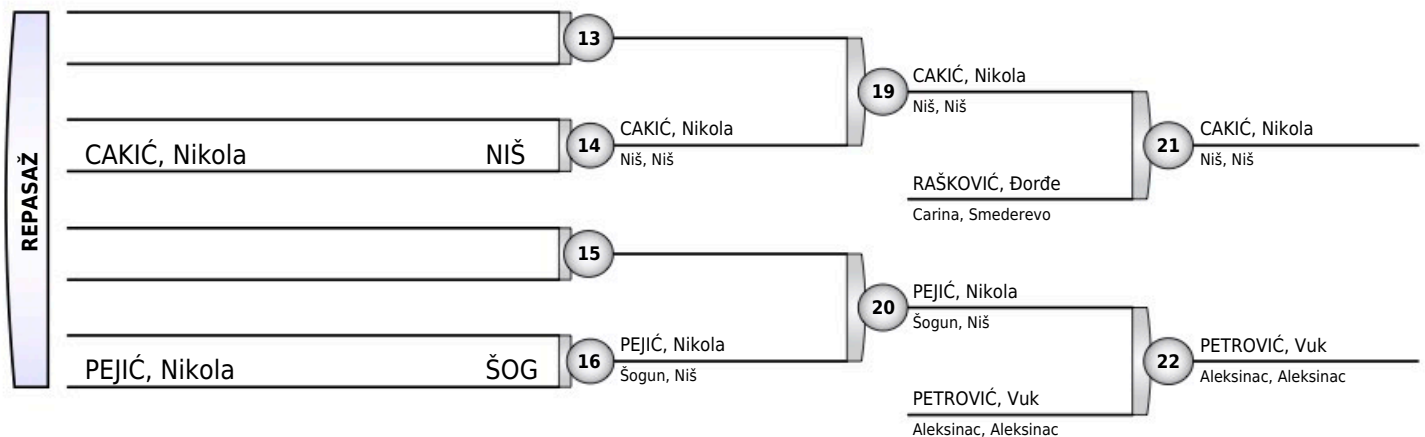 REPASAŽ
13
19
CAKIĆ, Nikola
Niš, Niš
CAKIĆ, Nikola NIŠ
14
CAKIĆ, Nikola
Niš, Niš
21
CAKIĆ, Nikola
Niš, Niš
RAŠKOVIĆ, Đorđe
Carina, Smederevo
15
20
PEJIĆ, Nikola
Šogun, Niš
PEJIĆ, Nikola ŠOG
16
PEJIĆ, Nikola
Šogun, Niš
22
PETROVIĆ, Vuk
Aleksinac, Aleksinac
PETROVIĆ, Vuk
Aleksinac, Aleksinac